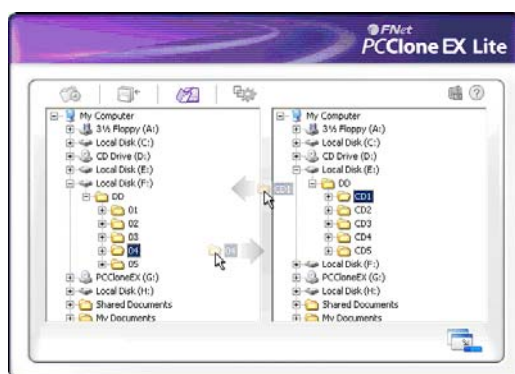 FNet
PCClone EX Lite
My Computer
3½ Floppy (A:)
Local Disk (C:)
CD Drive (D:)
Local Disk (E:)
Local Disk (F:)
DD
01
02
03
04
05
PCCloneEX (G:)
Local Disk (H:)
Shared Documents
My Documents
CD1
04
My Computer
3½ Floppy (A:)
Local Disk (C:)
CD Drive (D:)
Local Disk (E:)
DD
CD1
CD2
CD3
CD4
CD5
Local Disk (F:)
PCCloneEX (G:)
Local Disk (H:)
Shared Documents
My Documents